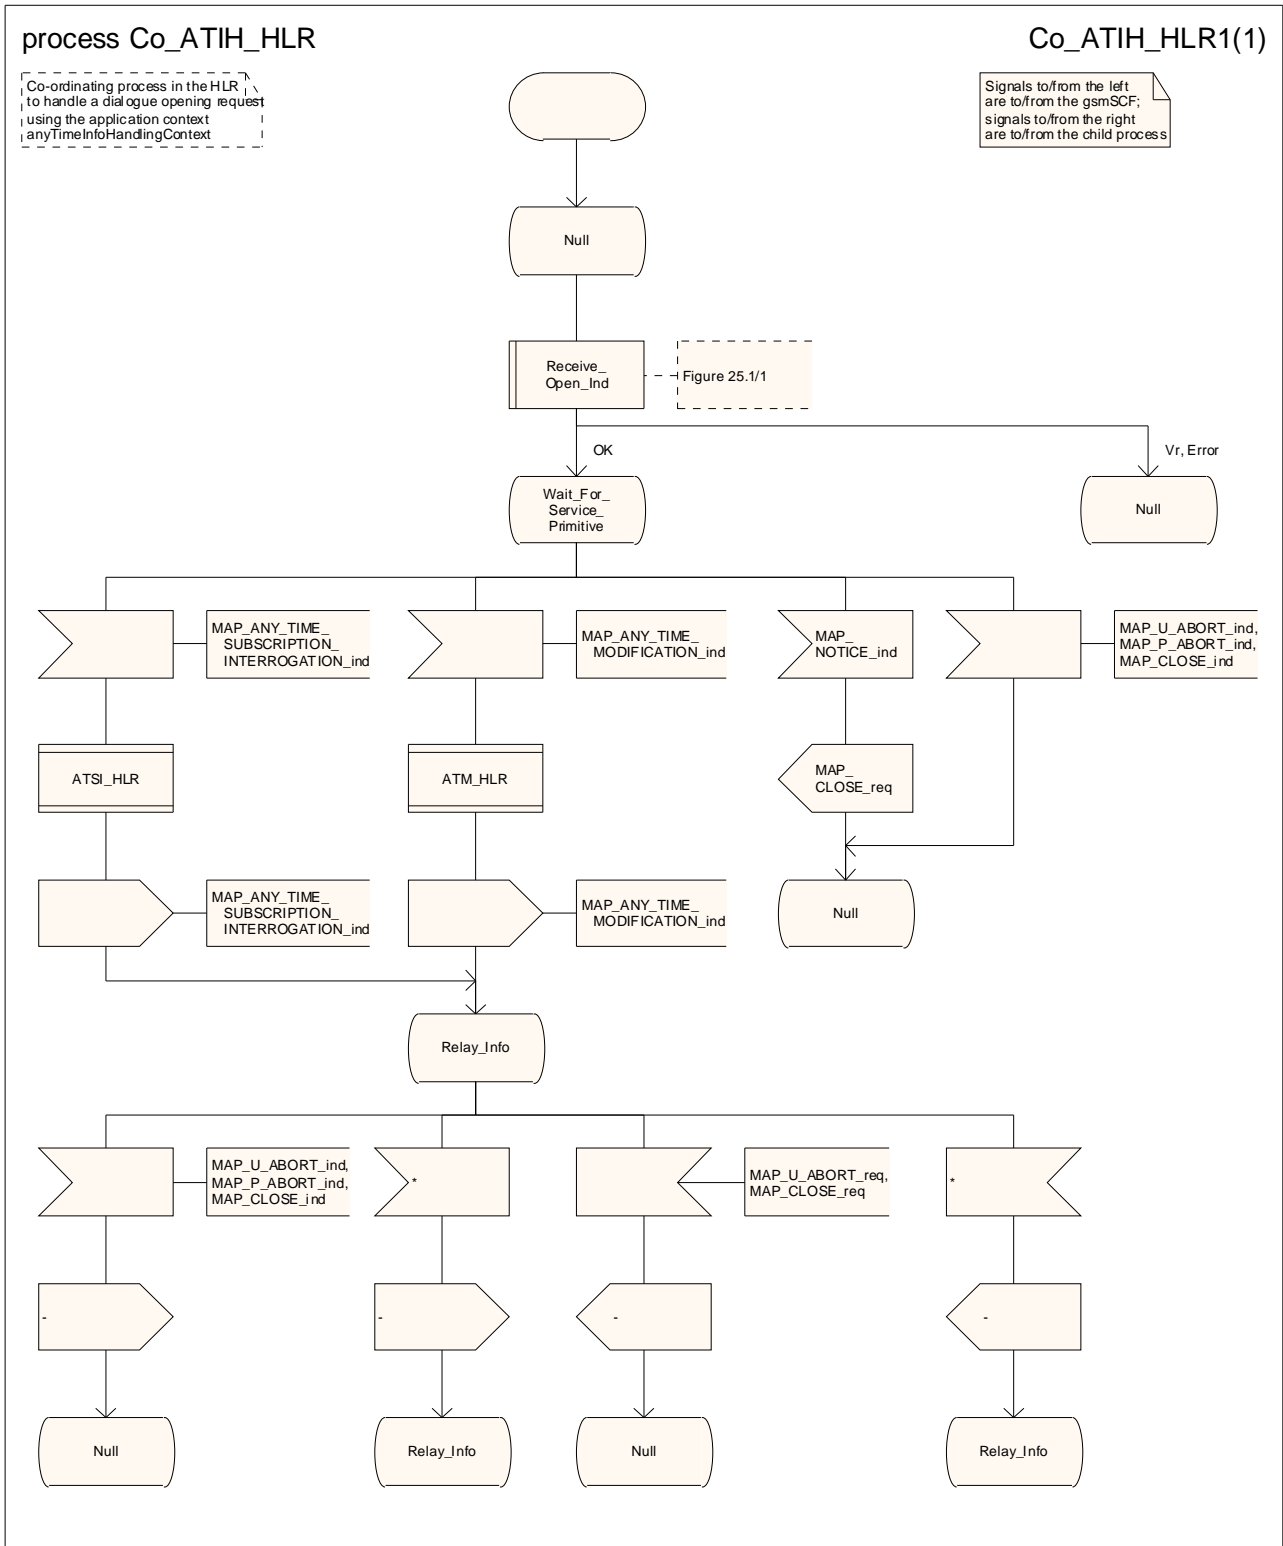 process Co_ATIH_HLR
Co_ATIH_HLR1(1)
Co-ordinating process in the HLR
to handle a dialogue opening request
using the application context
anyTimeInfoHandlingContext
Signals to/from the left
are to/from the gsmSCF;
signals to/from the right
are to/from the child process
Null
Receive_
Open_Ind
Figure 25.1/1
OK
Vr, Error
Wait_For_
Service_
Primitive
Null
MAP_ANY_TIME_
SUBSCRIPTION_
INTERROGATION_ind
MAP_ANY_TIME_
MODIFICATION_ind
MAP_
NOTICE_ind
MAP_U_ABORT_ind,
MAP_P_ABORT_ind,
MAP_CLOSE_ind
ATSI_HLR
ATM_HLR
MAP_
CLOSE_req
MAP_ANY_TIME_
SUBSCRIPTION_
INTERROGATION_ind
MAP_ANY_TIME_
MODIFICATION_ind
Null
Relay_Info
MAP_U_ABORT_ind,
MAP_P_ABORT_ind,
MAP_CLOSE_ind
*
MAP_U_ABORT_req,
MAP_CLOSE_req
*
-
-
-
-
Null
Relay_Info
Null
Relay_Info